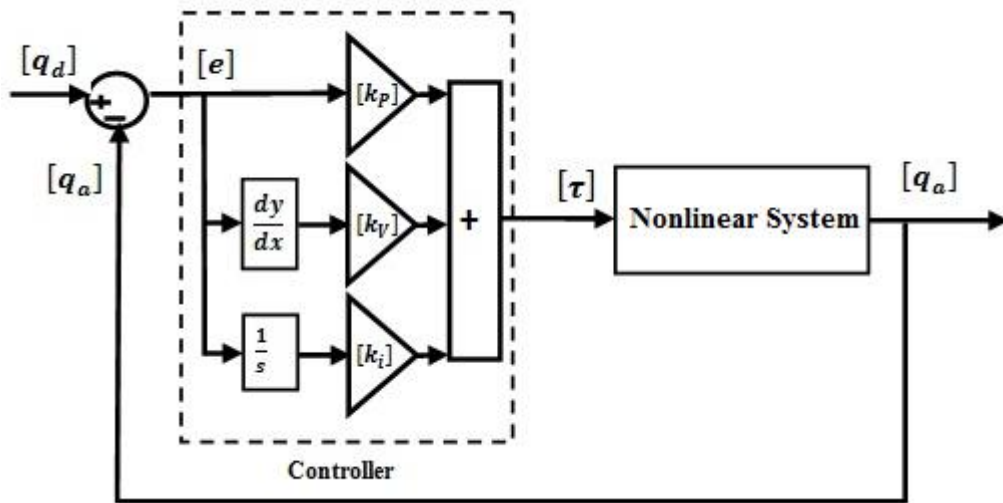 [q_d]
[e]
[k_P]
+
−
[q_a]
dy/dx
[k_V]
+
[τ]
Nonlinear System
[q_a]
1/s
[k_i]
Controller